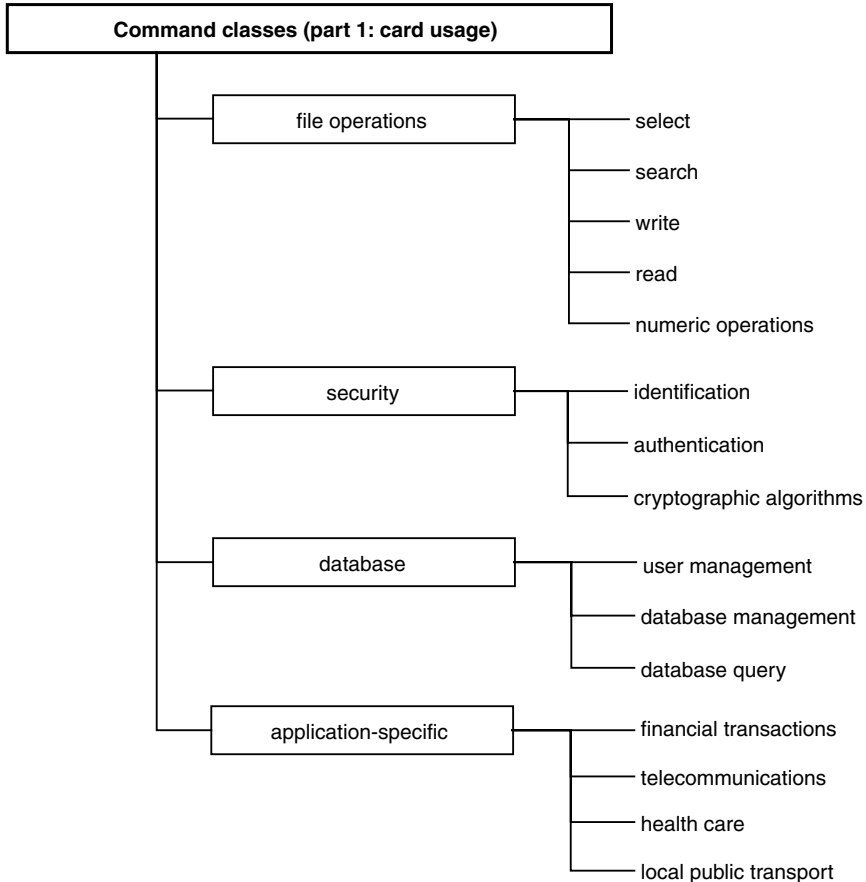 Command classes (part 1: card usage)
file operations
select
search
write
read
numeric operations
security
identification
authentication
cryptographic algorithms
database
user management
database management
database query
application-specific
financial transactions
telecommunications
health care
local public transport